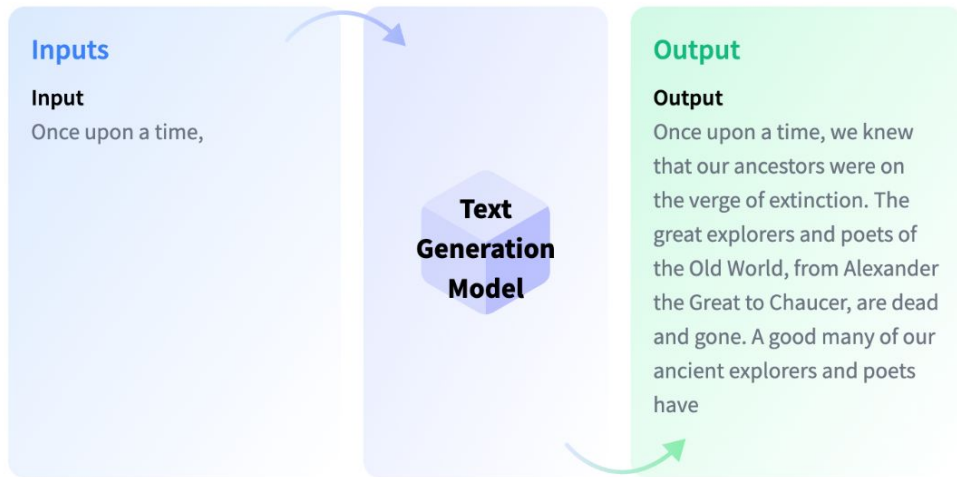 Inputs
Input
Once upon a time,
Text
Generation
Model
Output
Output
Once upon a time, we knew
that our ancestors were on
the verge of extinction. The
great explorers and poets of
the Old World, from Alexander
the Great to Chaucer, are dead
and gone. A good many of our
ancient explorers and poets
have